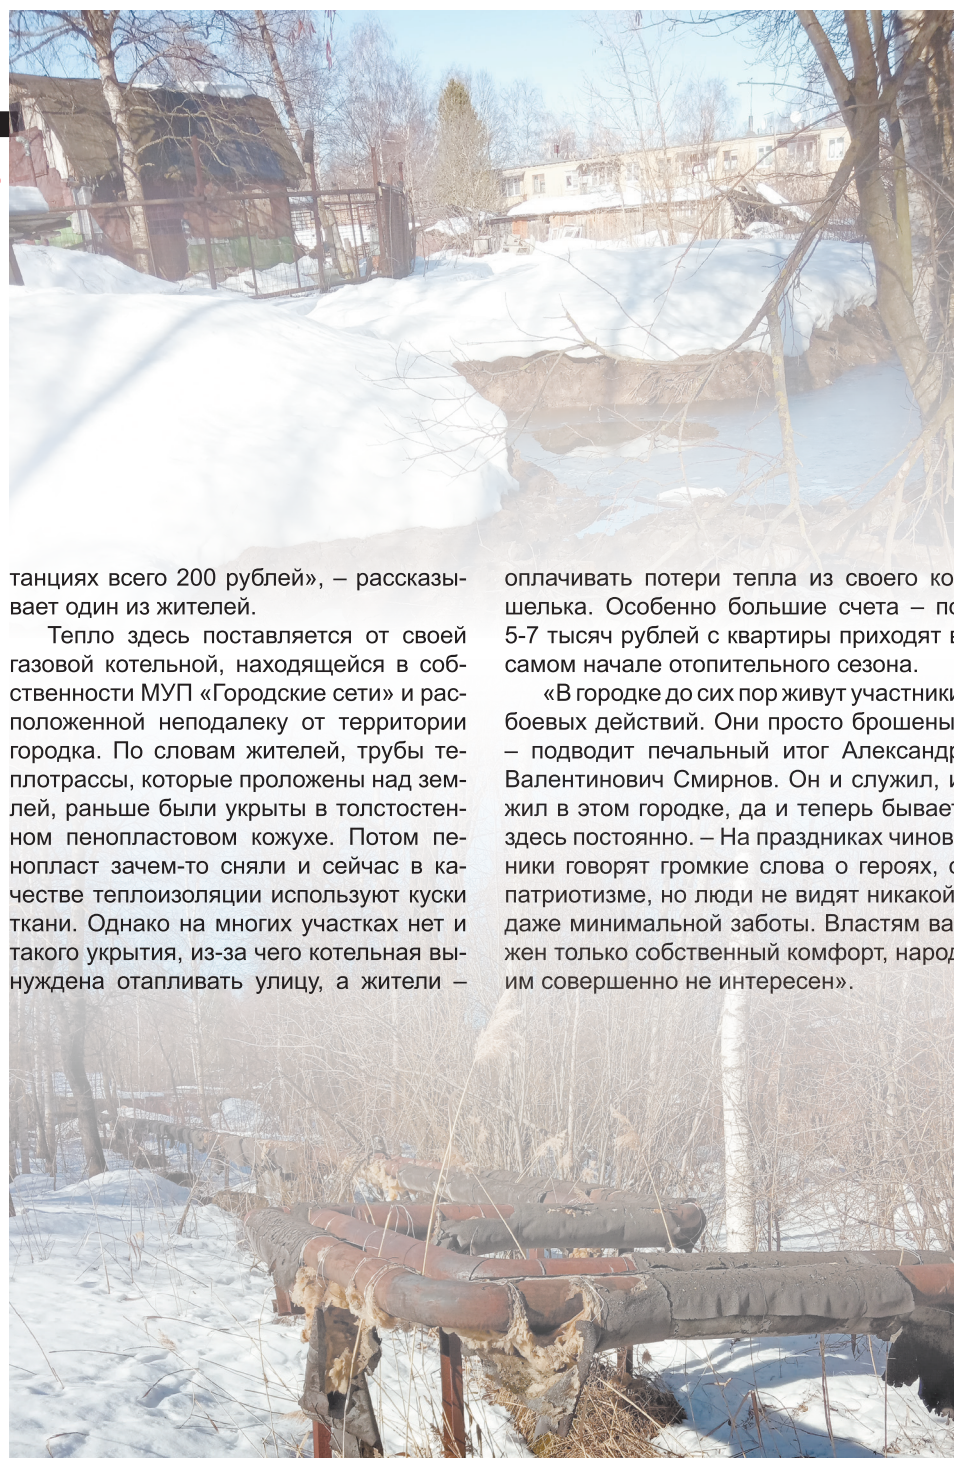 танциях всего 200 рублей», – рассказы-
вает один из жителей.
Тепло здесь поставляется от своей
газовой котельной, находящейся в соб-
ственности МУП «Городские сети» и рас-
положенной неподалеку от территории
городка. По словам жителей, трубы те-
плотрассы, которые проложены над зем-
лей, раньше были укрыты в толстостен-
ном пенопластовом кожухе. Потом пе-
нопласт зачем-то сняли и сейчас в ка-
честве теплоизоляции используют куски
ткани. Однако на многих участках нет и
такого укрытия, из-за чего котельная вы-
нуждена отапливать улицу, а жители –
оплачивать потери тепла из своего ко-
шелька. Особенно большие счета – по
5-7 тысяч рублей с квартиры приходят в
самом начале отопительного сезона.
«В городке до сих пор живут участники
боевых действий. Они просто брошены,
– подводит печальный итог Александр
Валентинович Смирнов. Он и служил, и
жил в этом городке, да и теперь бывает
здесь постоянно. – На праздниках чинов-
ники говорят громкие слова о героях, о
патриотизме, но люди не видят никакой,
даже минимальной заботы. Властям ва-
жен только собственный комфорт, народ
им совершенно не интересен».